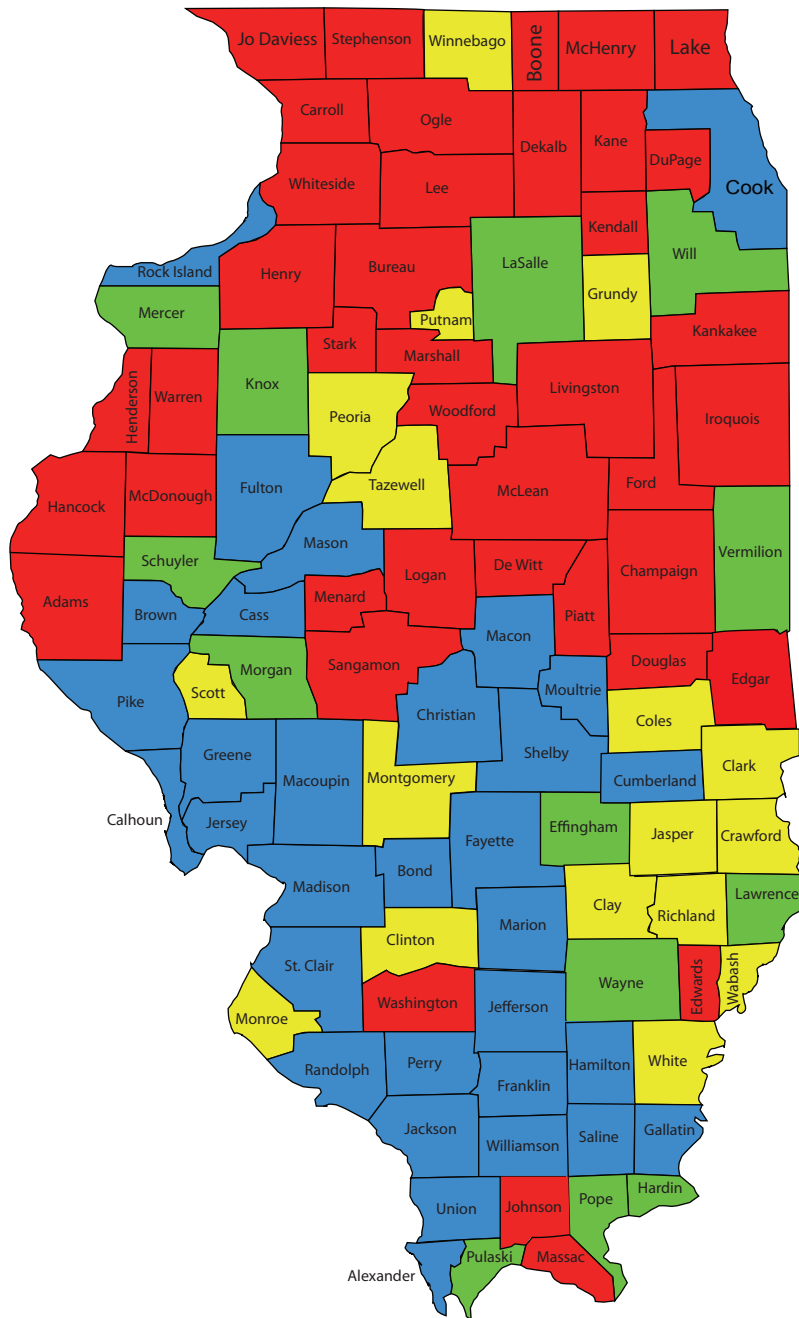 Jo Daviess
Stephenson
Winnebago
Boone
McHenry
Lake
Carroll
Ogle
Dekalb
Kane
DuPage
Cook
Whiteside
Lee
Kendall
Will
Rock Island
Henry
Bureau
LaSalle
Grundy
Mercer
Putnam
Kankakee
Stark
Marshall
Henderson
Warren
Knox
Peoria
Woodford
Livingston
Iroquois
Hancock
McDonough
Fulton
Tazewell
McLean
Ford
Schuyler
Mason
Vermilion
Adams
Brown
Cass
Menard
Logan
De Witt
Champaign
Piatt
Macon
Pike
Scott
Morgan
Sangamon
Christian
Moultrie
Douglas
Edgar
Coles
Greene
Macoupin
Montgomery
Shelby
Cumberland
Clark
Calhoun
Jersey
Fayette
Effingham
Jasper
Crawford
Madison
Bond
Clay
Richland
Lawrence
Marion
Clinton
St. Clair
Wayne
Edwards
Wabash
Monroe
Washington
Jefferson
Randolph
Perry
Franklin
Hamilton
White
Jackson
Williamson
Saline
Gallatin
Union
Johnson
Pope
Hardin
Alexander
Pulaski
Massac